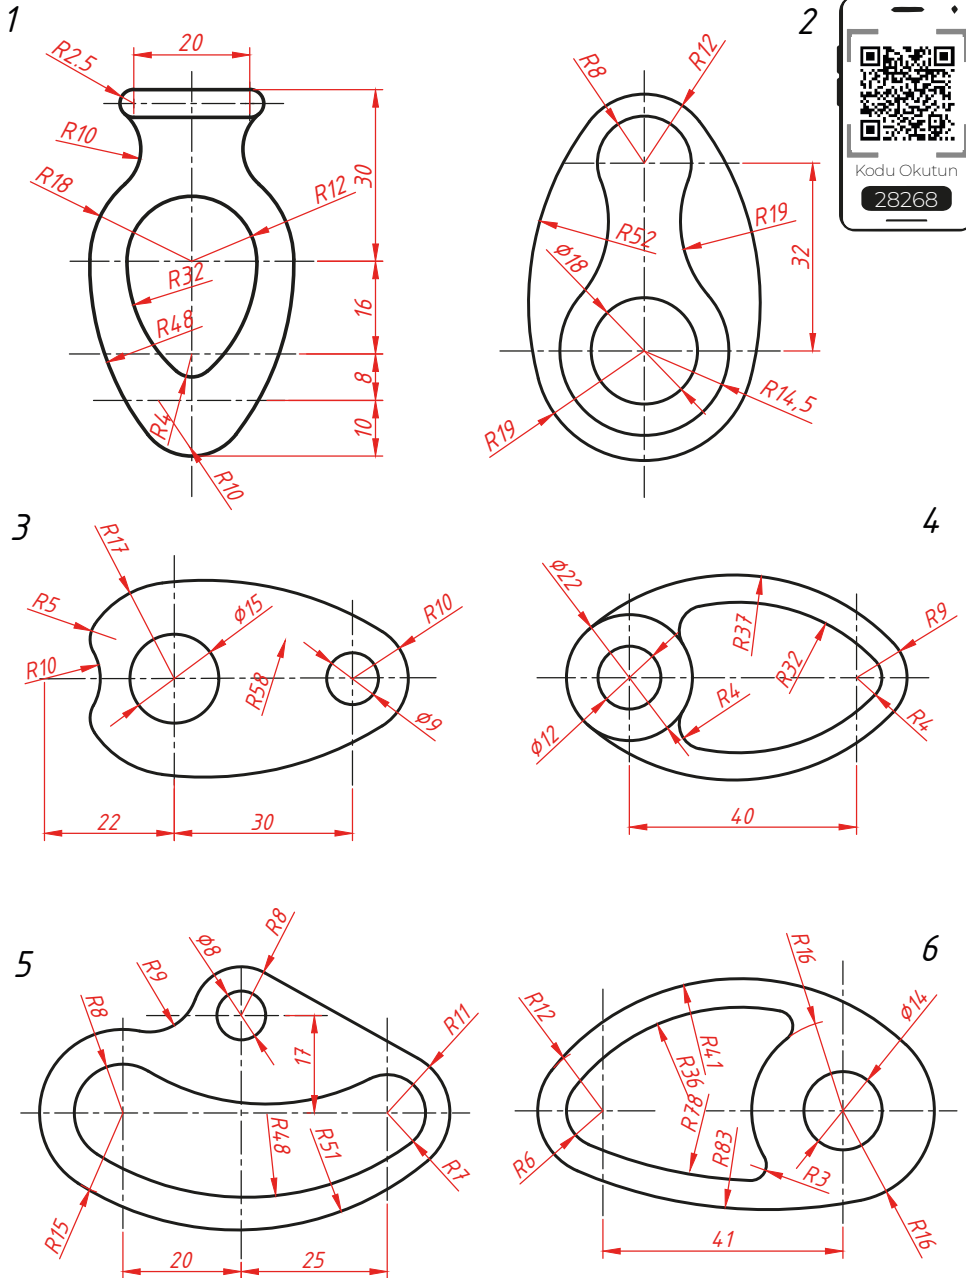 1
20
R2.5
R10
R18
R12
30
R32
16
R48
8
R4
10
R10
2
R8
R12
R52
R19
32
ø18
R19
R14,5
Kodu Okutun
28268
3
R17
R5
ø15
R10
R10
R58
ø9
22
30
4
ø22
R37
R9
R32
R4
R4
ø12
40
5
ø8
R8
R9
R8
R11
17
R48
R51
R7
R15
20
25
6
R16
ø14
R12
R41
R36
R78
R83
R6
R3
R16
41